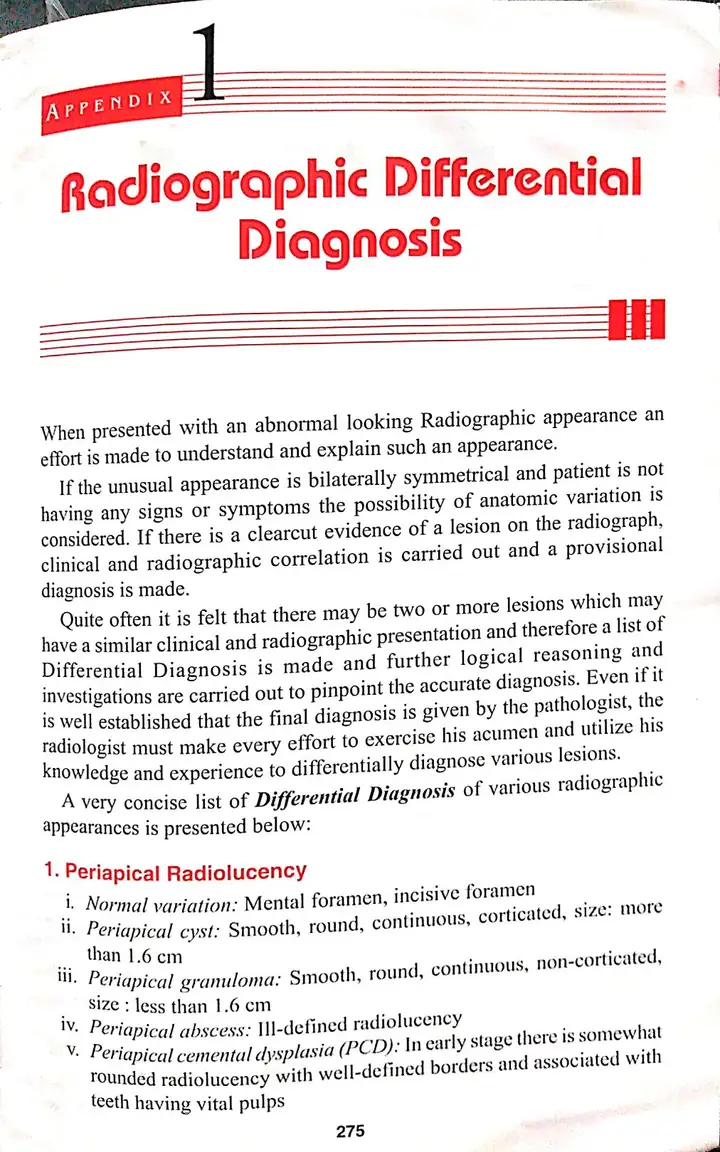 APPENDIX 1
Radiographic Differential
Diagnosis
When presented with an abnormal looking Radiographic appearance an
effort is made to understand and explain such an appearance.
If the unusual appearance is bilaterally symmetrical and patient is not
having any signs or symptoms the possibility of anatomic variation is
considered. If there is a clearcut evidence of a lesion on the radiograph,
clinical and radiographic correlation is carried out and a provisional
diagnosis is made.
Quite often it is felt that there may be two or more lesions which may
have a similar clinical and radiographic presentation and therefore a list of
Differential Diagnosis is made and further logical reasoning and
investigations are carried out to pinpoint the accurate diagnosis. Even if it
is well established that the final diagnosis is given by the pathologist, the
radiologist must make every effort to exercise his acumen and utilize his
knowledge and experience to differentially diagnose various lesions.
A very concise list of Differential Diagnosis of various radiographic
appearances is presented below:
1. Periapical Radiolucency
i. Normal variation: Mental foramen, incisive foramen
ii. Periapical cyst: Smooth, round, continuous, corticated, size: more
than 1.6 cm
iii. Periapical granuloma: Smooth, round, continuous, non-corticated,
size : less than 1.6 cm
iv. Periapical abscess: Ill-defined radiolucency
v. Periapical cemental dysplasia (PCD): In early stage there is somewhat
rounded radiolucency with well-defined borders and associated with
teeth having vital pulps
275